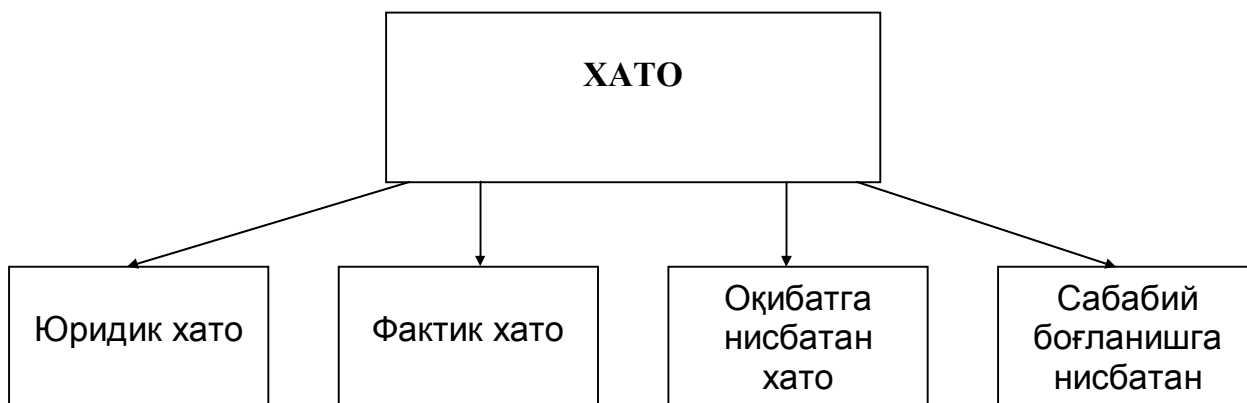 ХАТО
Юридик хато
Фактик хато
Оқибатга
нисбатан
хато
Сабабий
боғланишга
нисбатан